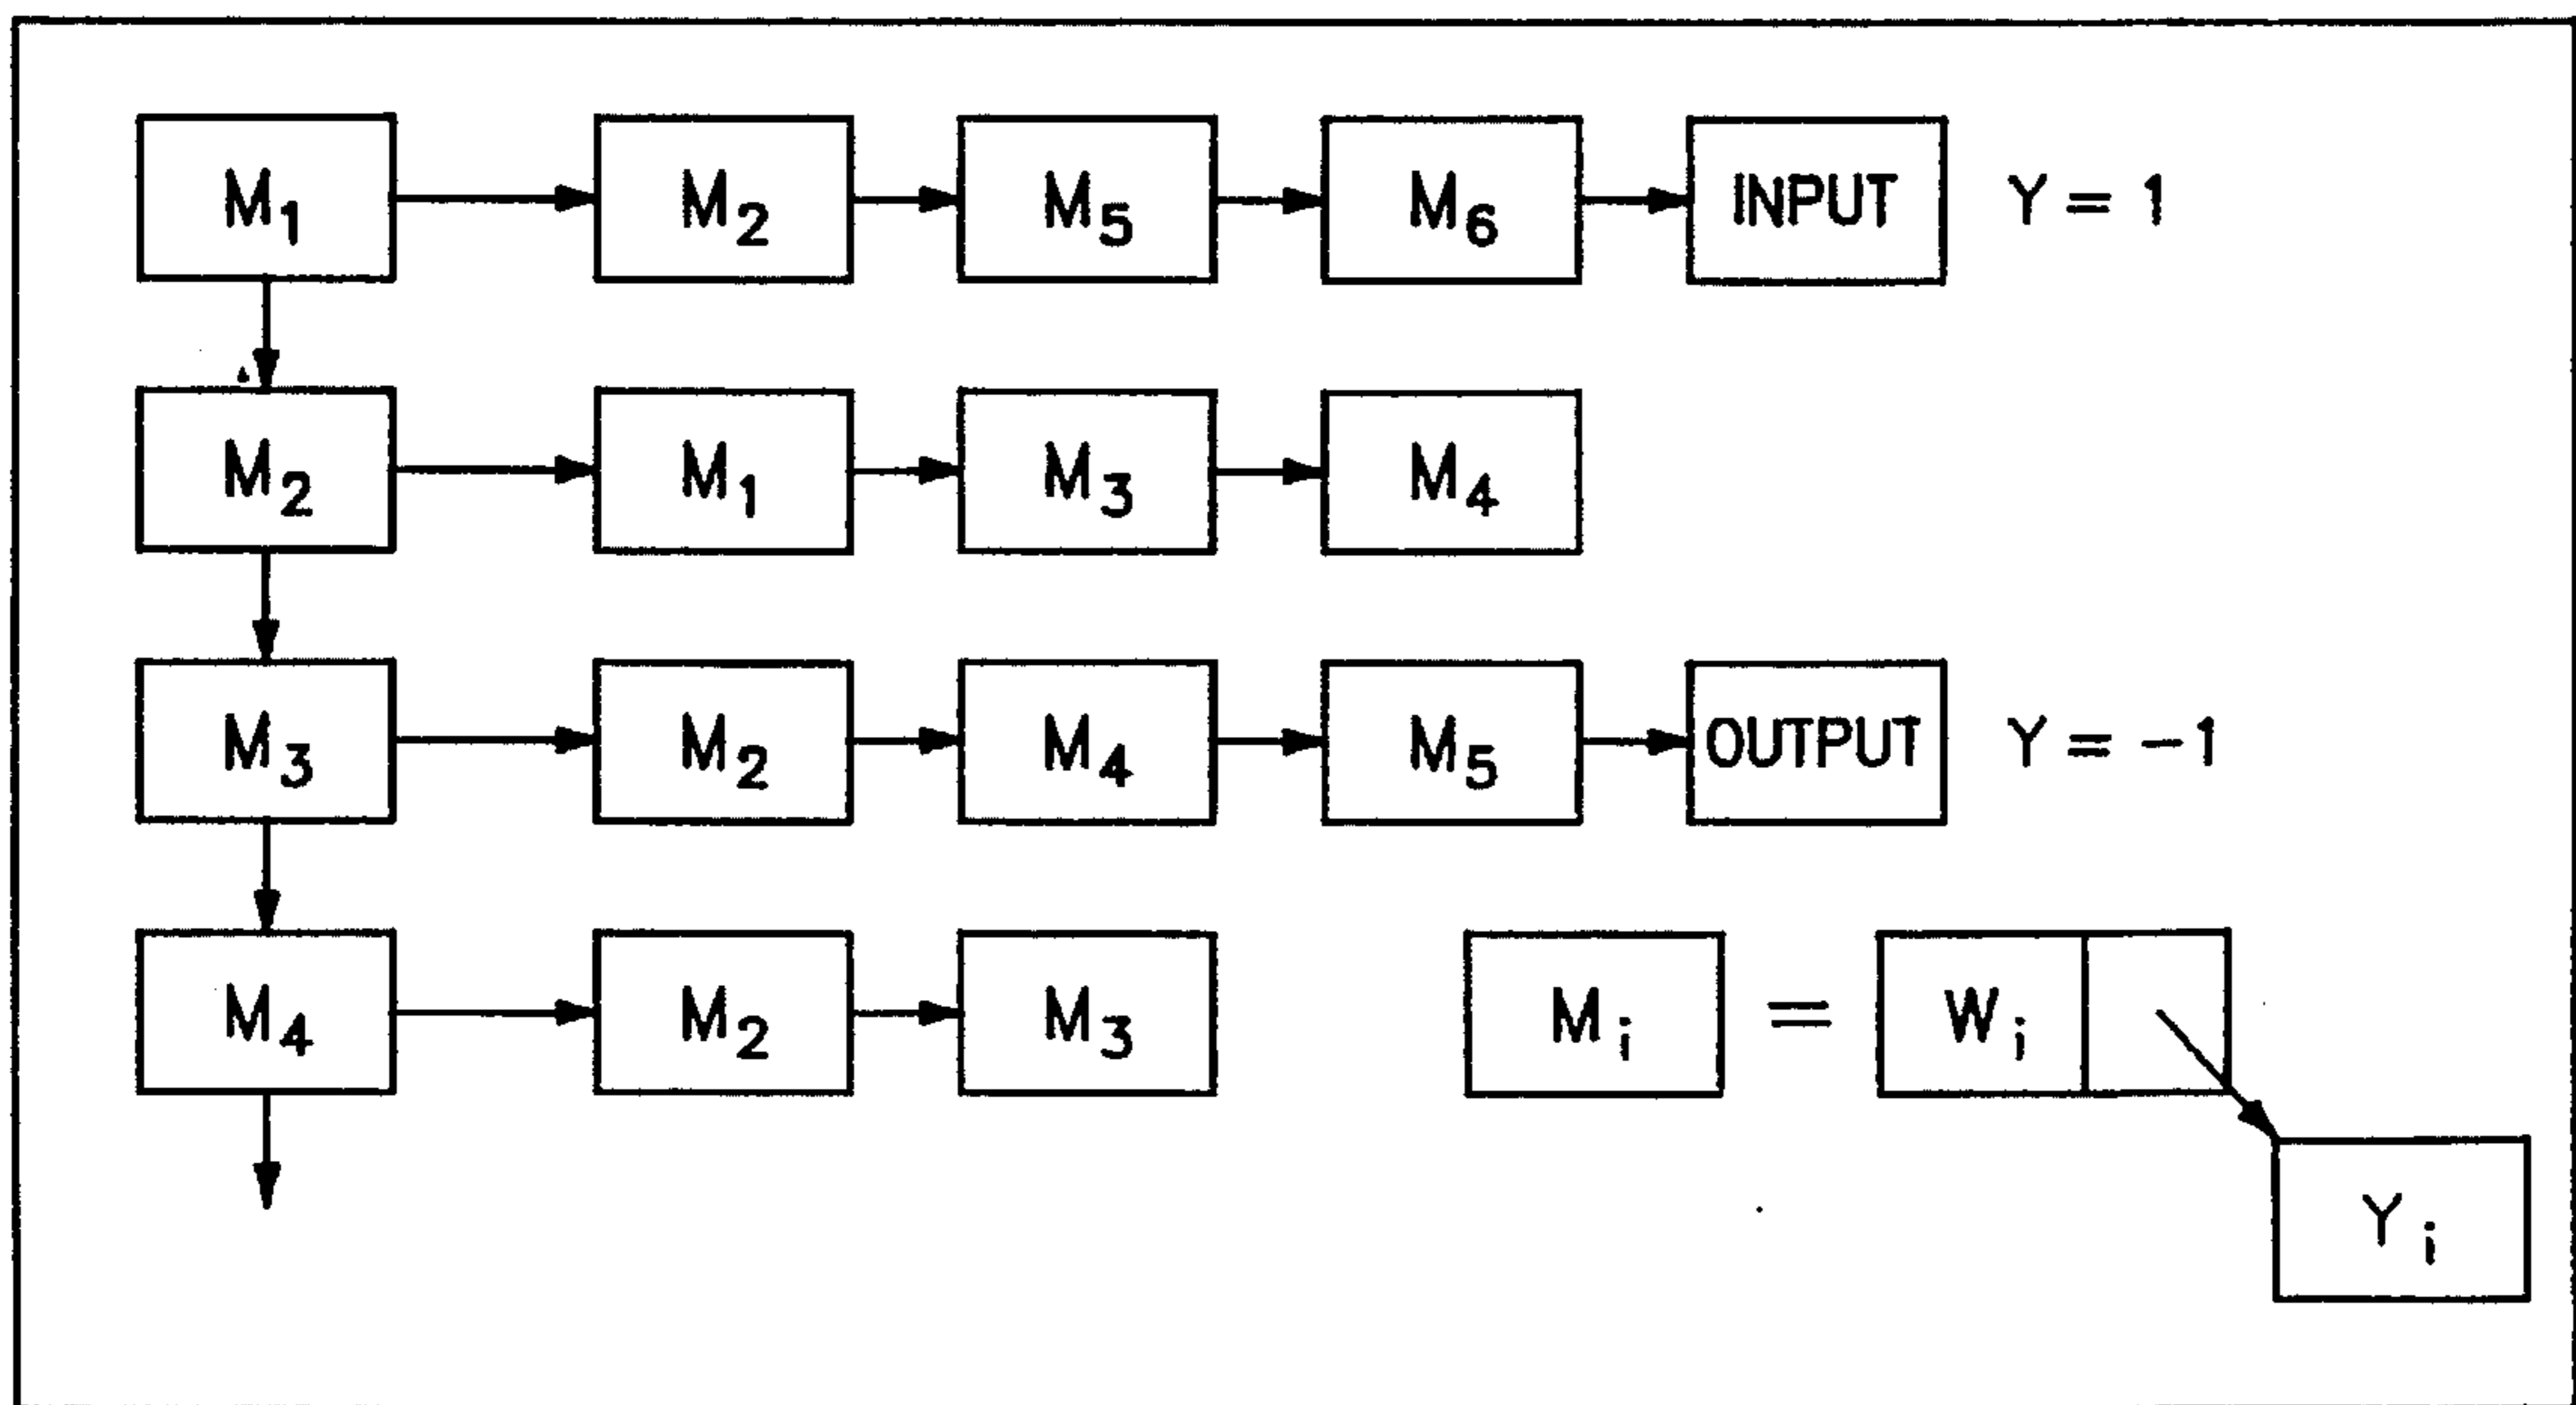 M1 M2 M5 M6 INPUT Y = 1
M2 M1 M3 M4
M3 M2 M4 M5 OUTPUT Y = -1
M4 M2 M3 Mi = Wi
Yi